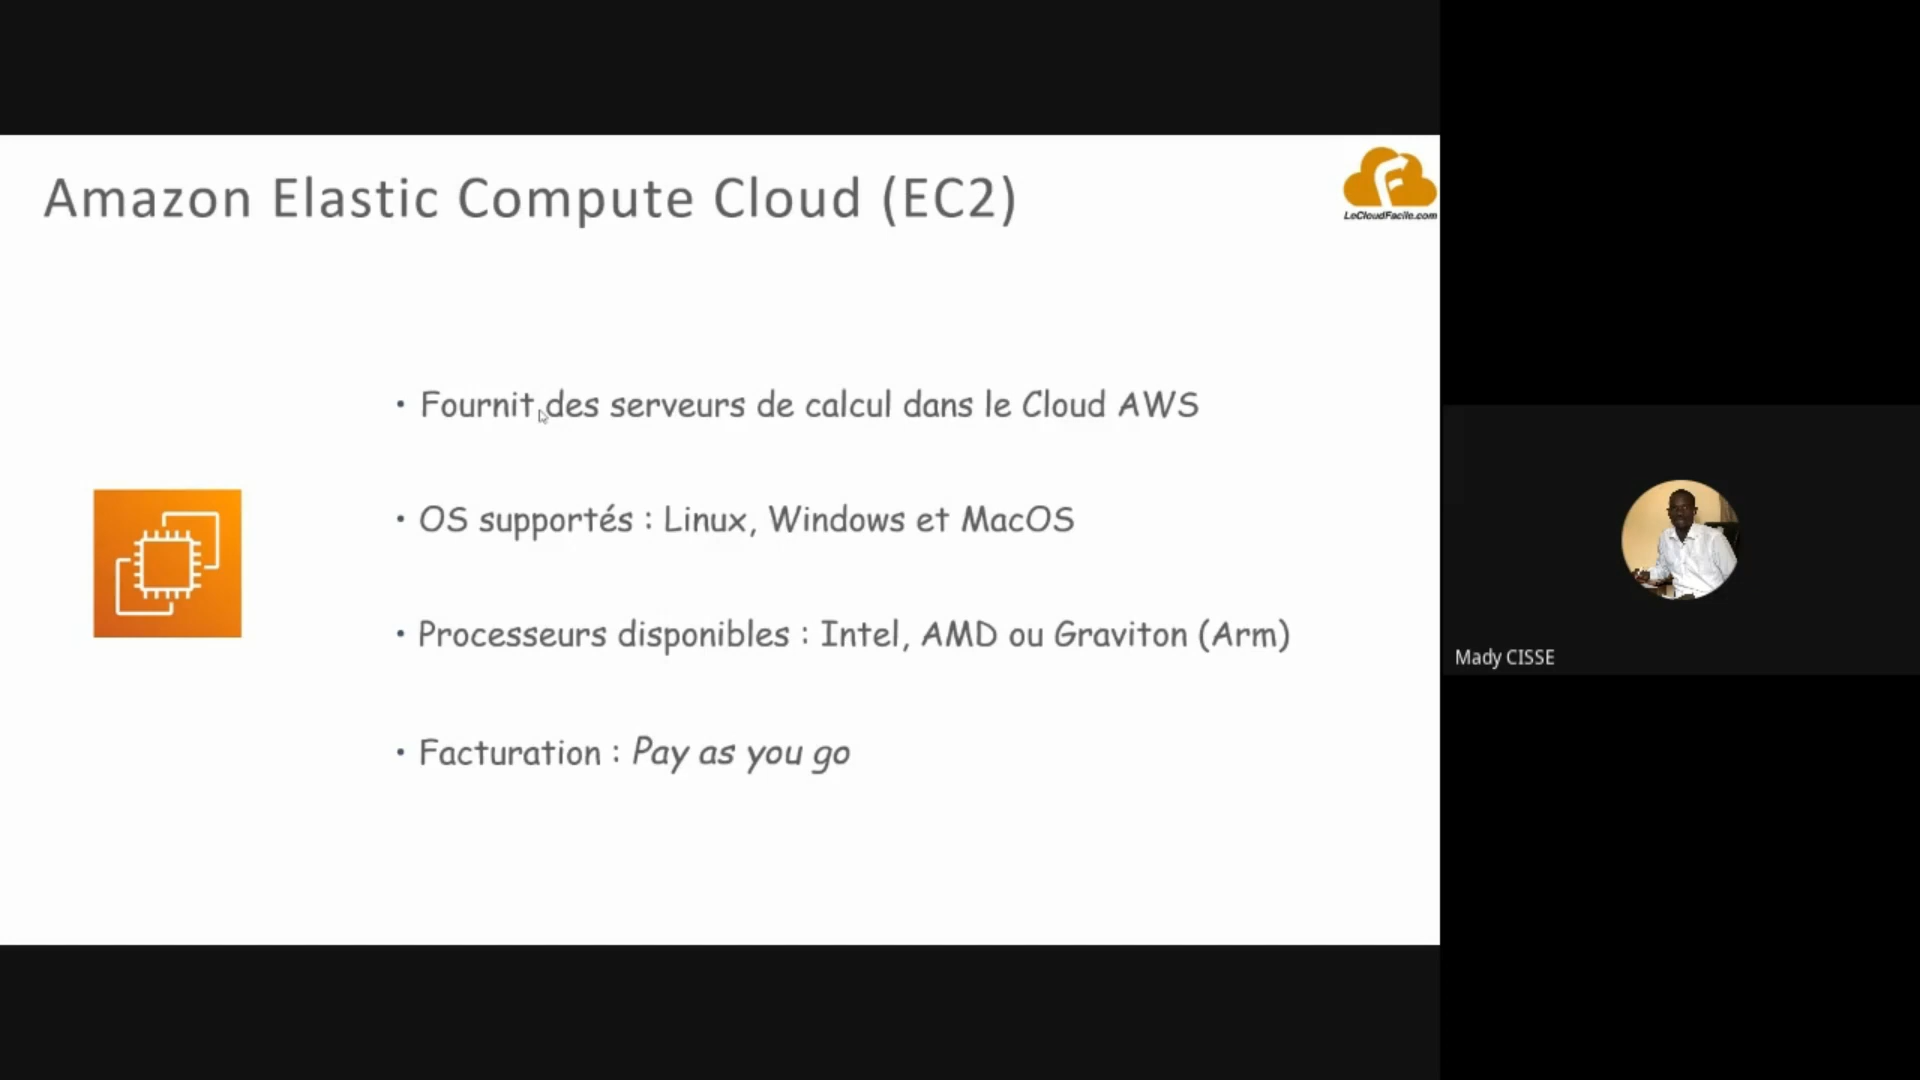 Amazon Elastic Compute Cloud (EC2)
LeCloudFacile.com
• Fournit des serveurs de calcul dans le Cloud AWS
• OS supportés : Linux, Windows et MacOS
• Processeurs disponibles : Intel, AMD ou Graviton (Arm)
• Facturation : Pay as you go
Mady CISSE